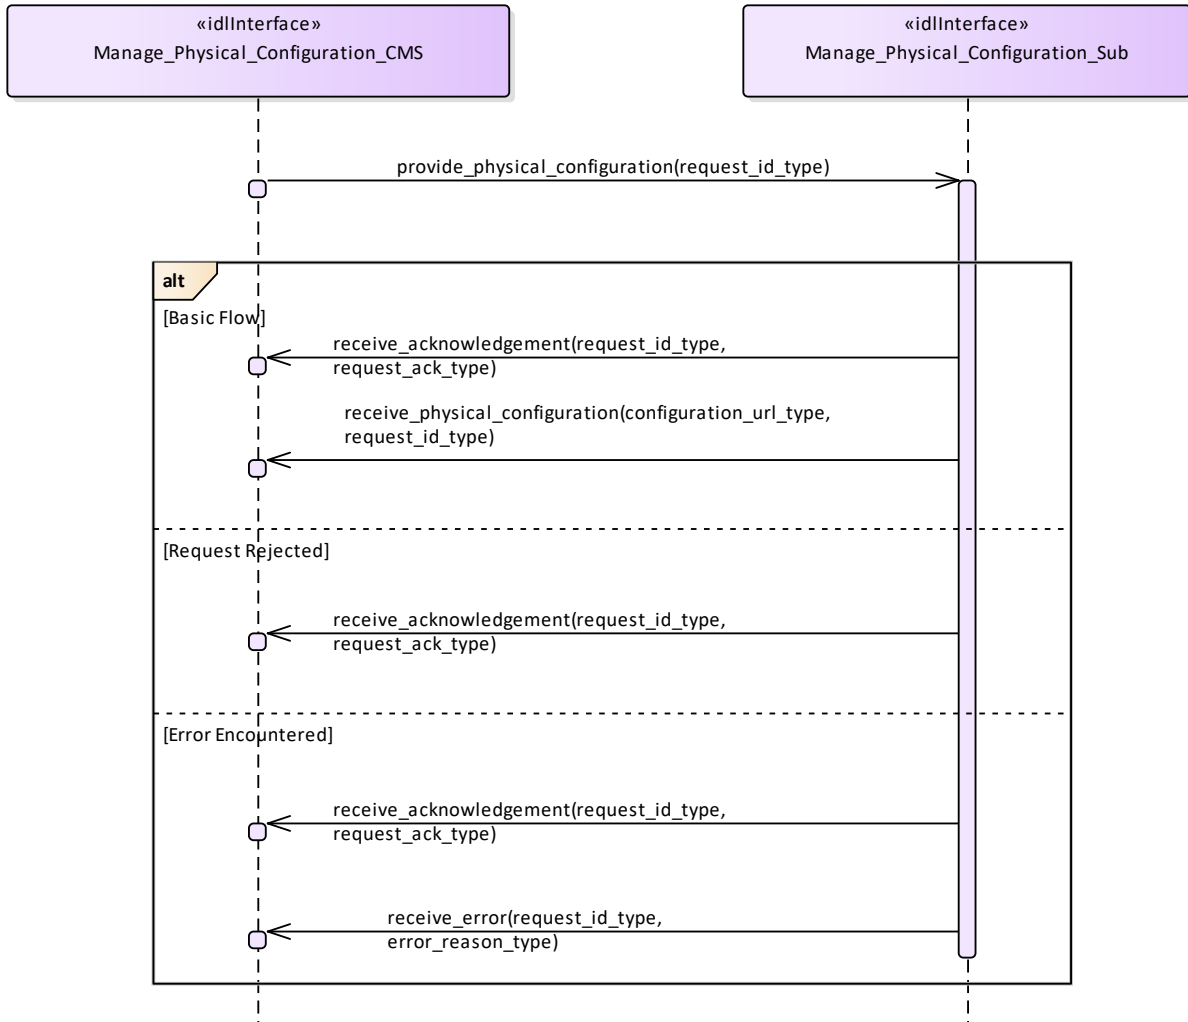 «idlInterface»
Manage_Physical_Configuration_CMS
«idlInterface»
Manage_Physical_Configuration_Sub
provide_physical_configuration(request_id_type)
alt
[Basic Flow]
receive_acknowledgement(request_id_type,
request_ack_type)
receive_physical_configuration(configuration_url_type,
request_id_type)
[Request Rejected]
receive_acknowledgement(request_id_type,
request_ack_type)
[Error Encountered]
receive_acknowledgement(request_id_type,
request_ack_type)
receive_error(request_id_type,
error_reason_type)